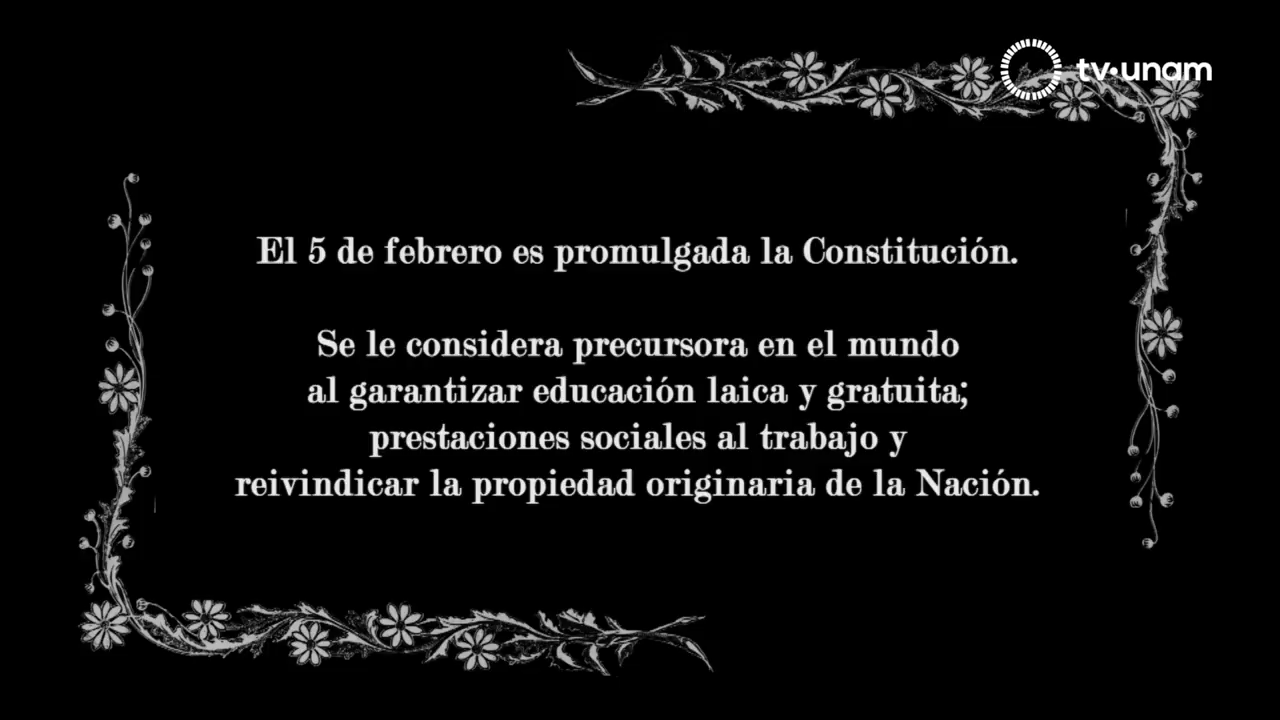 tv·unam
El 5 de febrero es promulgada la Constitución.
Se le considera precursora en el mundo
al garantizar educación laica y gratuita;
prestaciones sociales al trabajo y
reivindicar la propiedad originaria de la Nación.